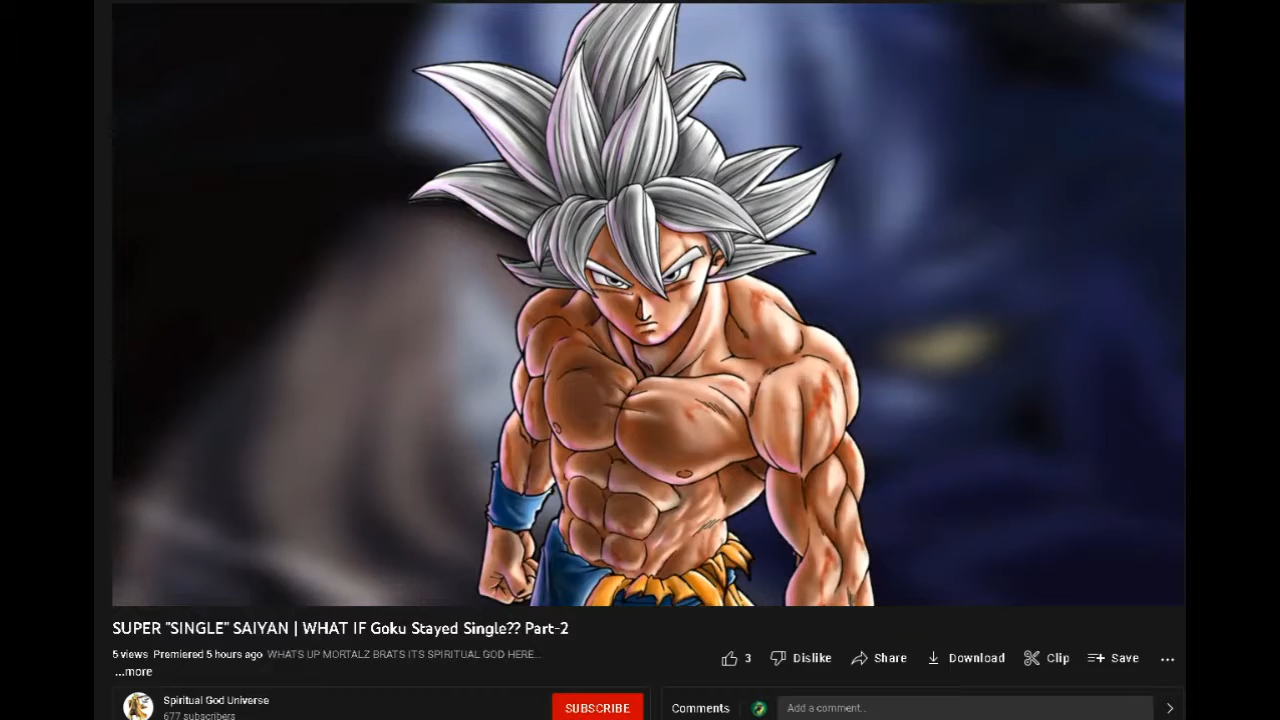 SUPER "SINGLE" SAIYAN | WHAT IF Goku Stayed Single?? Part-2
5 views Premiered 5 hours ago WHATS UP MORTALZ BRATS ITS SPIRITUAL GOD HERE...
...more
3 Dislike Share Download Clip Save
Spiritual God Universe
677 subscribers
SUBSCRIBE
Comments
Add a comment..